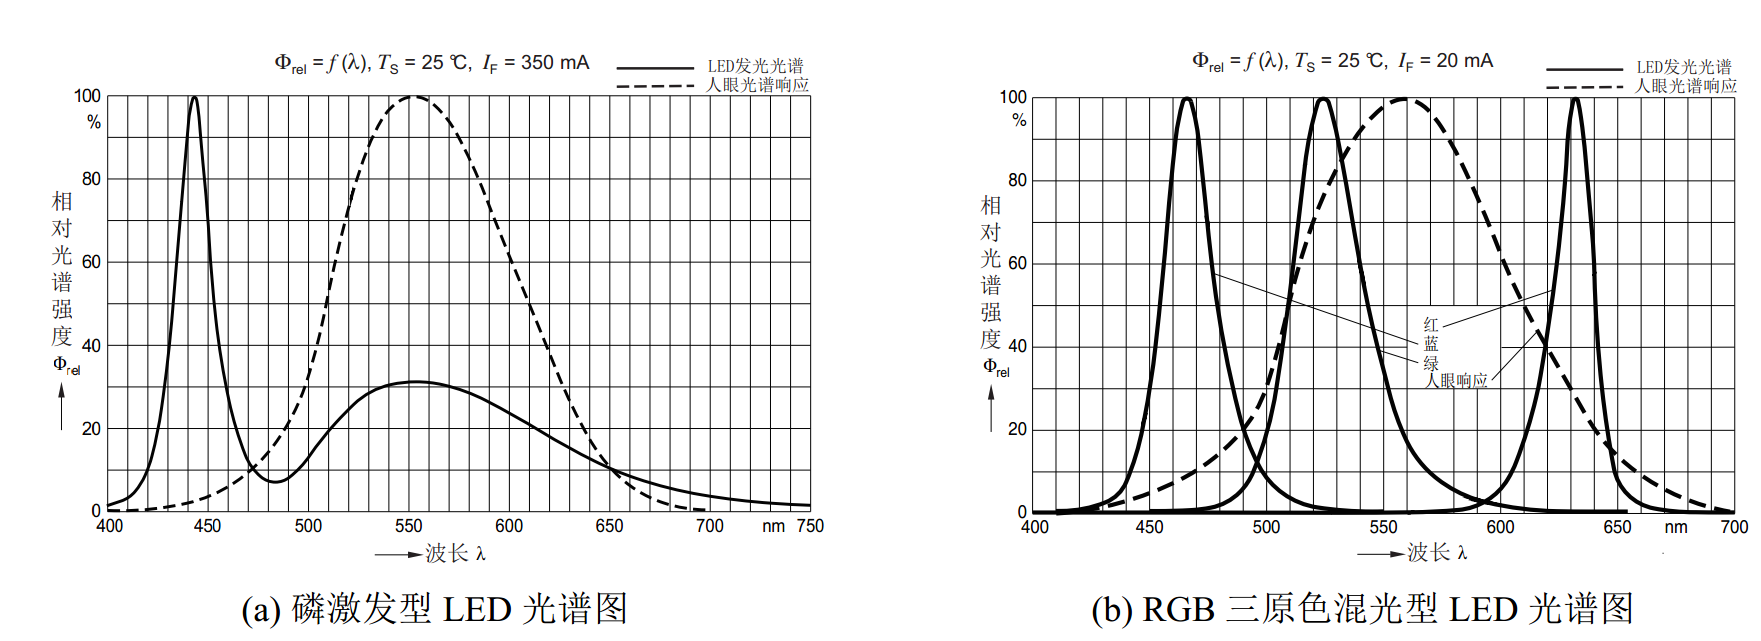 Φrel = f (λ), TS = 25 ℃, IF = 350 mA
LED发光光谱
人眼光谱响应
100
%
80
60
40
20
0
相对光谱强度
Φrel
400 450 500 550 600 650 700 nm 750
波长 λ
(a) 磷激发型 LED 光谱图
Φrel = f (λ), TS = 25 ℃, IF = 20 mA
LED发光光谱
人眼光谱响应
100
%
80
60
40
20
0
相对光谱强度
Φrel
红
蓝
绿
人眼响应
400 450 500 550 600 650 nm 700
波长 λ
(b) RGB 三原色混光型 LED 光谱图